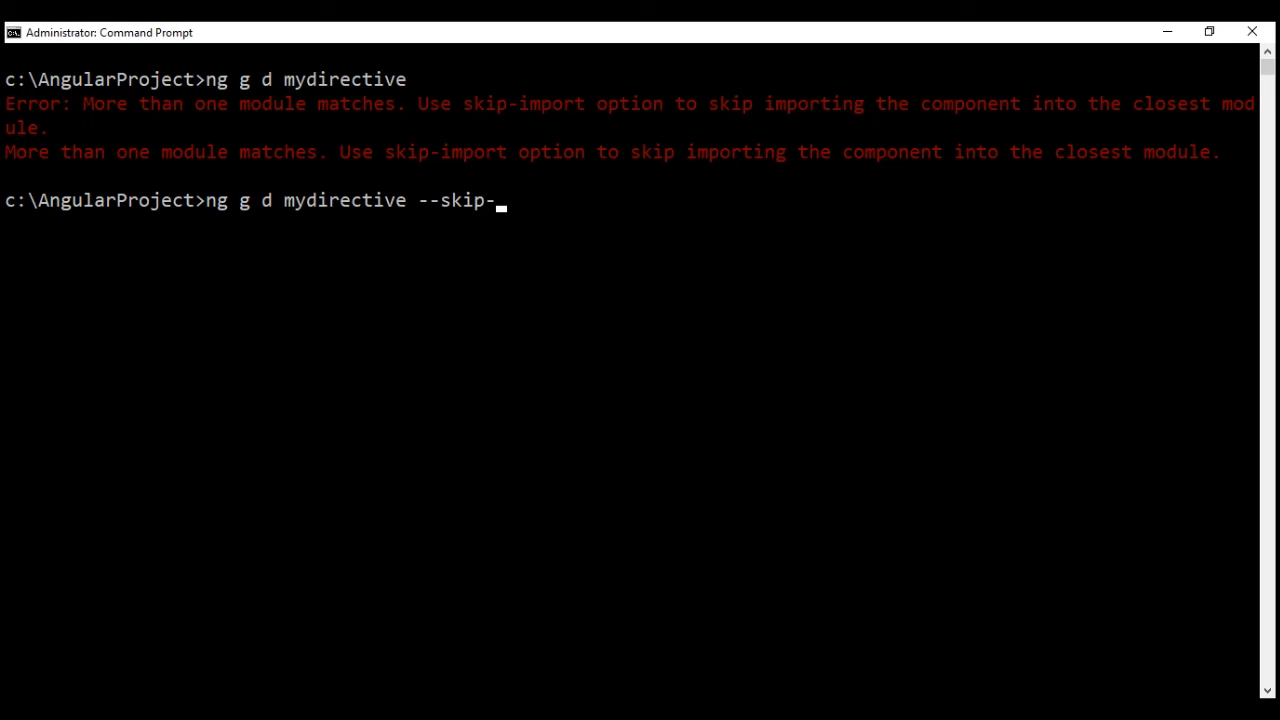 Administrator: Command Prompt
c:\AngularProject>ng g d mydirective
Error: More than one module matches. Use skip-import option to skip importing the component into the closest mod
ule.
More than one module matches. Use skip-import option to skip importing the component into the closest module.
c:\AngularProject>ng g d mydirective --skip-